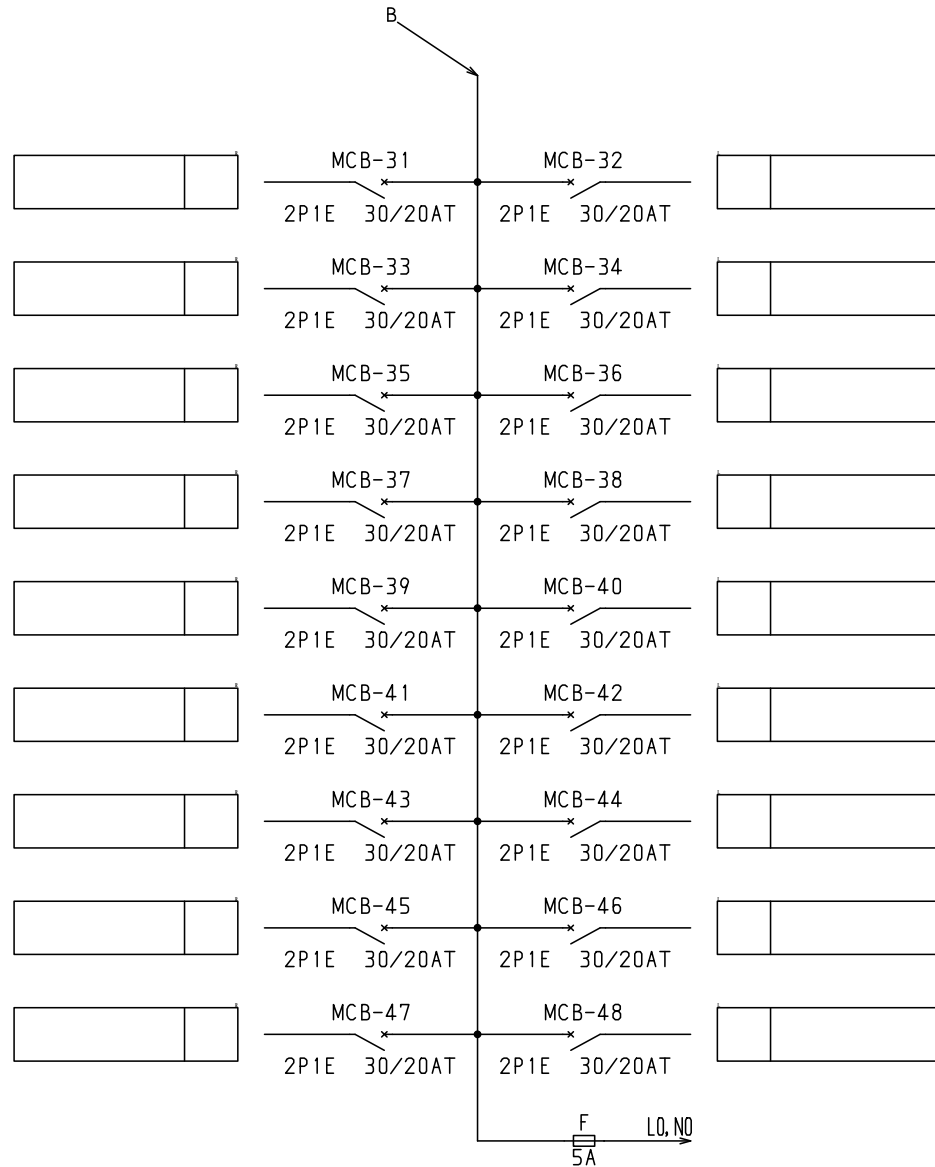 B
MCB-31 MCB-32
2P1E 30/20AT 2P1E 30/20AT
MCB-33 MCB-34
2P1E 30/20AT 2P1E 30/20AT
MCB-35 MCB-36
2P1E 30/20AT 2P1E 30/20AT
MCB-37 MCB-38
2P1E 30/20AT 2P1E 30/20AT
MCB-39 MCB-40
2P1E 30/20AT 2P1E 30/20AT
MCB-41 MCB-42
2P1E 30/20AT 2P1E 30/20AT
MCB-43 MCB-44
2P1E 30/20AT 2P1E 30/20AT
MCB-45 MCB-46
2P1E 30/20AT 2P1E 30/20AT
MCB-47 MCB-48
2P1E 30/20AT 2P1E 30/20AT
F L0,N0
5A